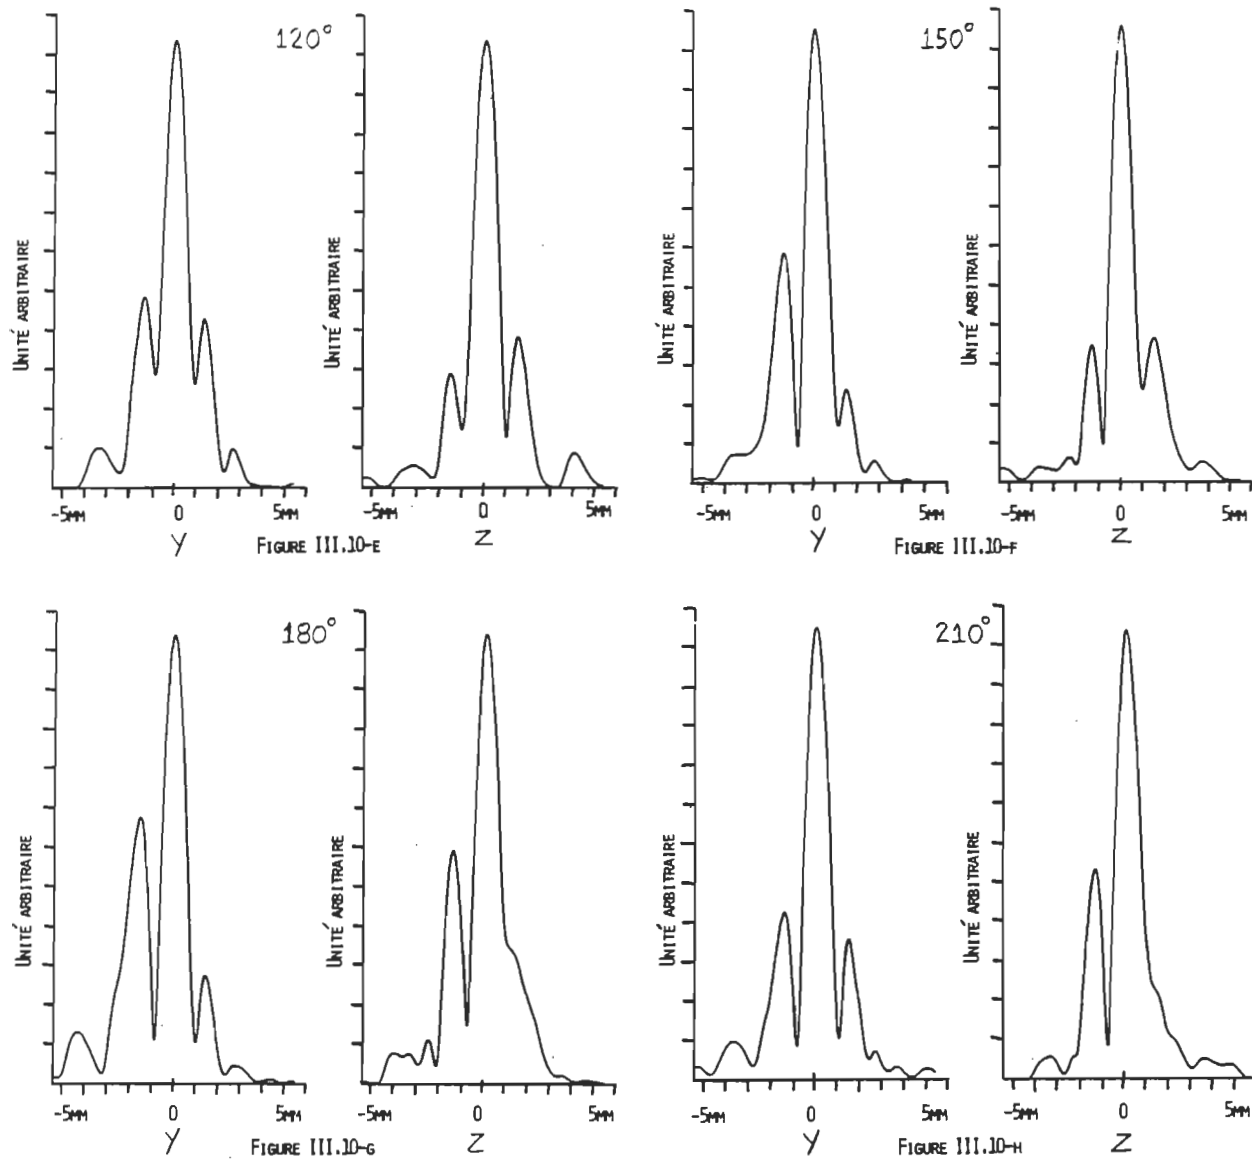 120°
150°
UNITÉ ARBITRAIRE
UNITÉ ARBITRAIRE
UNITÉ ARBITRAIRE
UNITÉ ARBITRAIRE
-5MM 0 5MM
-5MM 0 5MM
-5MM 0 5MM
-5MM 0 5MM
Y
FIGURE III.10-E
Z
Y
FIGURE III.10-F
Z
180°
210°
UNITÉ ARBITRAIRE
UNITÉ ARBITRAIRE
UNITÉ ARBITRAIRE
UNITÉ ARBITRAIRE
-5MM 0 5MM
-5MM 0 5MM
-5MM 0 5MM
-5MM 0 5MM
Y
FIGURE III.10-G
Z
Y
FIGURE III.10-H
Z